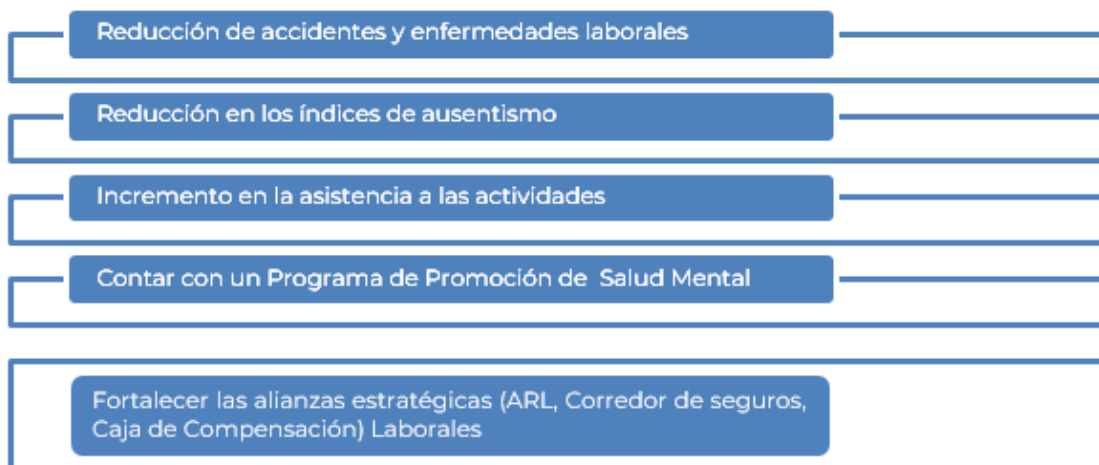 Reducción de accidentes y enfermedades laborales
Reducción en los índices de ausentismo
Incremento en la asistencia a las actividades
Contar con un Programa de Promoción de Salud Mental
Fortalecer las alianzas estratégicas (ARL, Corredor de seguros,
Caja de Compensación) Laborales